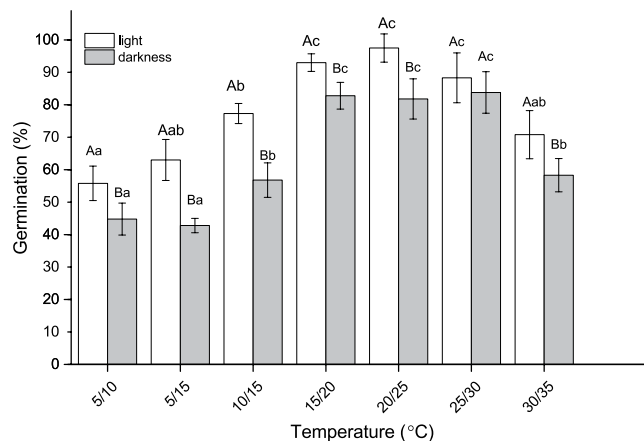 light
darkness
Germination (%)
100
90
80
70
60
50
40
30
20
10
0
Aa
Ba
Aab
Ba
Ab
Bb
Ac
Bc
Ac
Bc
Ac
Ac
Aab
Bb
5/10
5/15
10/15
15/20
20/25
25/30
30/35
Temperature (°C)